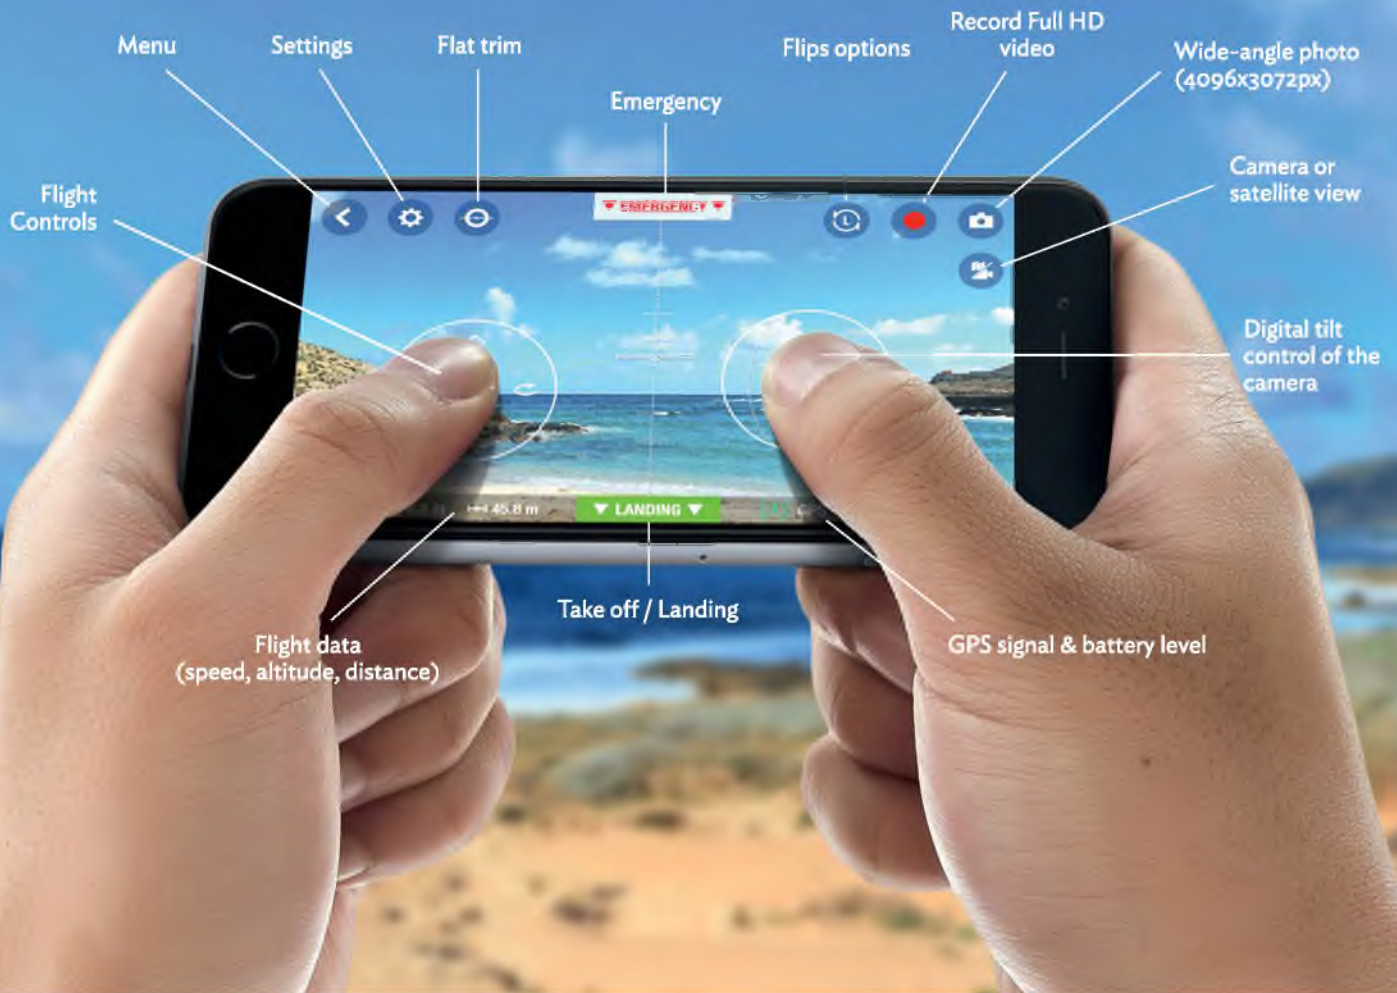 Record Full HD
video
Menu
Settings
Flat trim
Flips options
Wide-angle photo
(4096x3072px)
Emergency
Camera or
satellite view
Flight
Controls
EMERGENCY
L
Digital tilt
control of the
camera
45.8 m
LANDING
Take off / Landing
Flight data
(speed, altitude, distance)
GPS signal & battery level